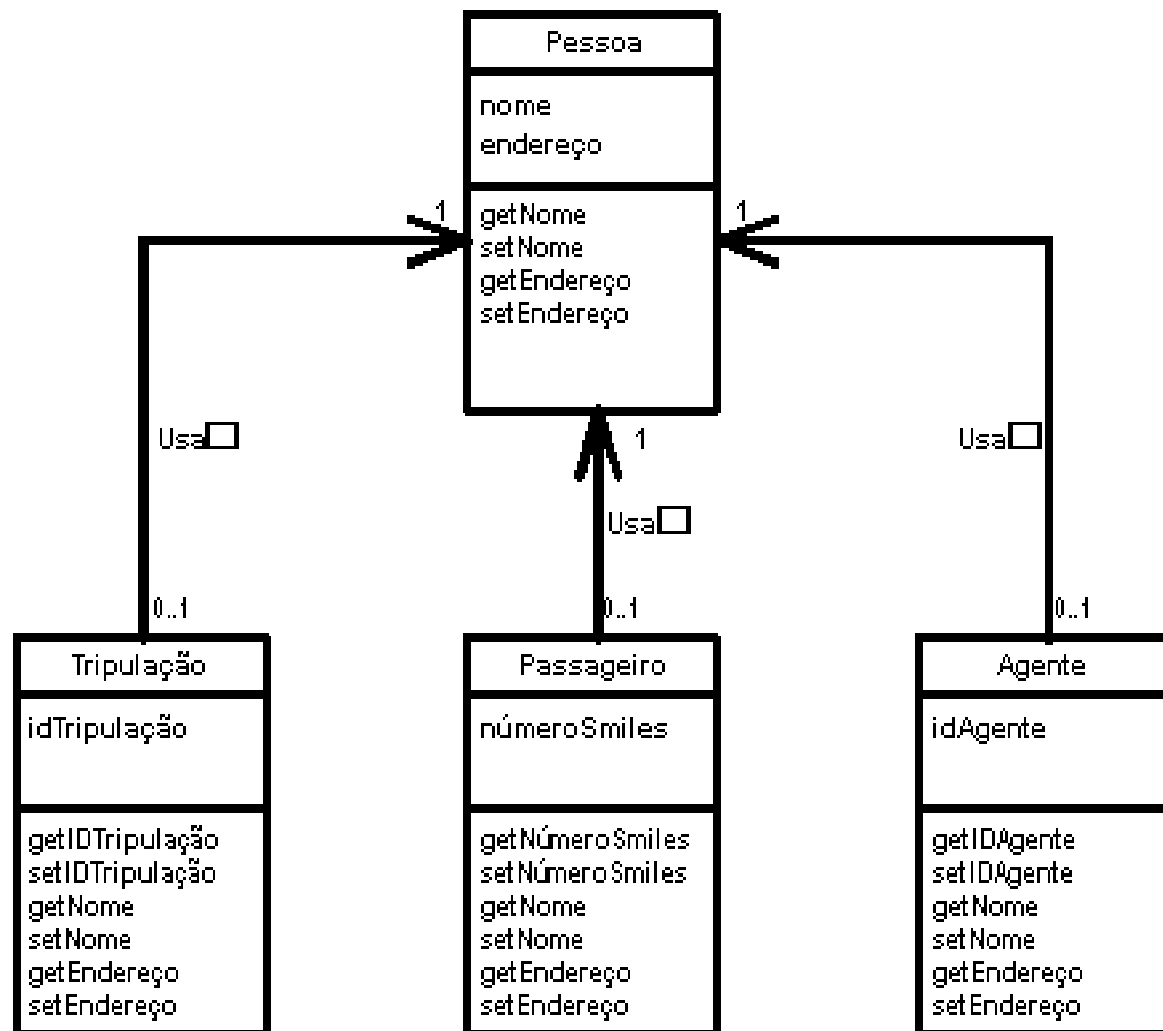 Pessoa
nome
endereço
1
1
getNome
setNome
getEndereço
setEndereço
Usa
1
Usa
Usa
0..1
0..1
0..1
Tripulação
idTripulação
getIDTripulação
setIDTripulação
getNome
setNome
getEndereço
setEndereço
Passageiro
númeroSmiles
getNúmeroSmiles
setNúmeroSmiles
getNome
setNome
getEndereço
setEndereço
Agente
idAgente
getIDAgente
setIDAgente
getNome
setNome
getEndereço
setEndereço